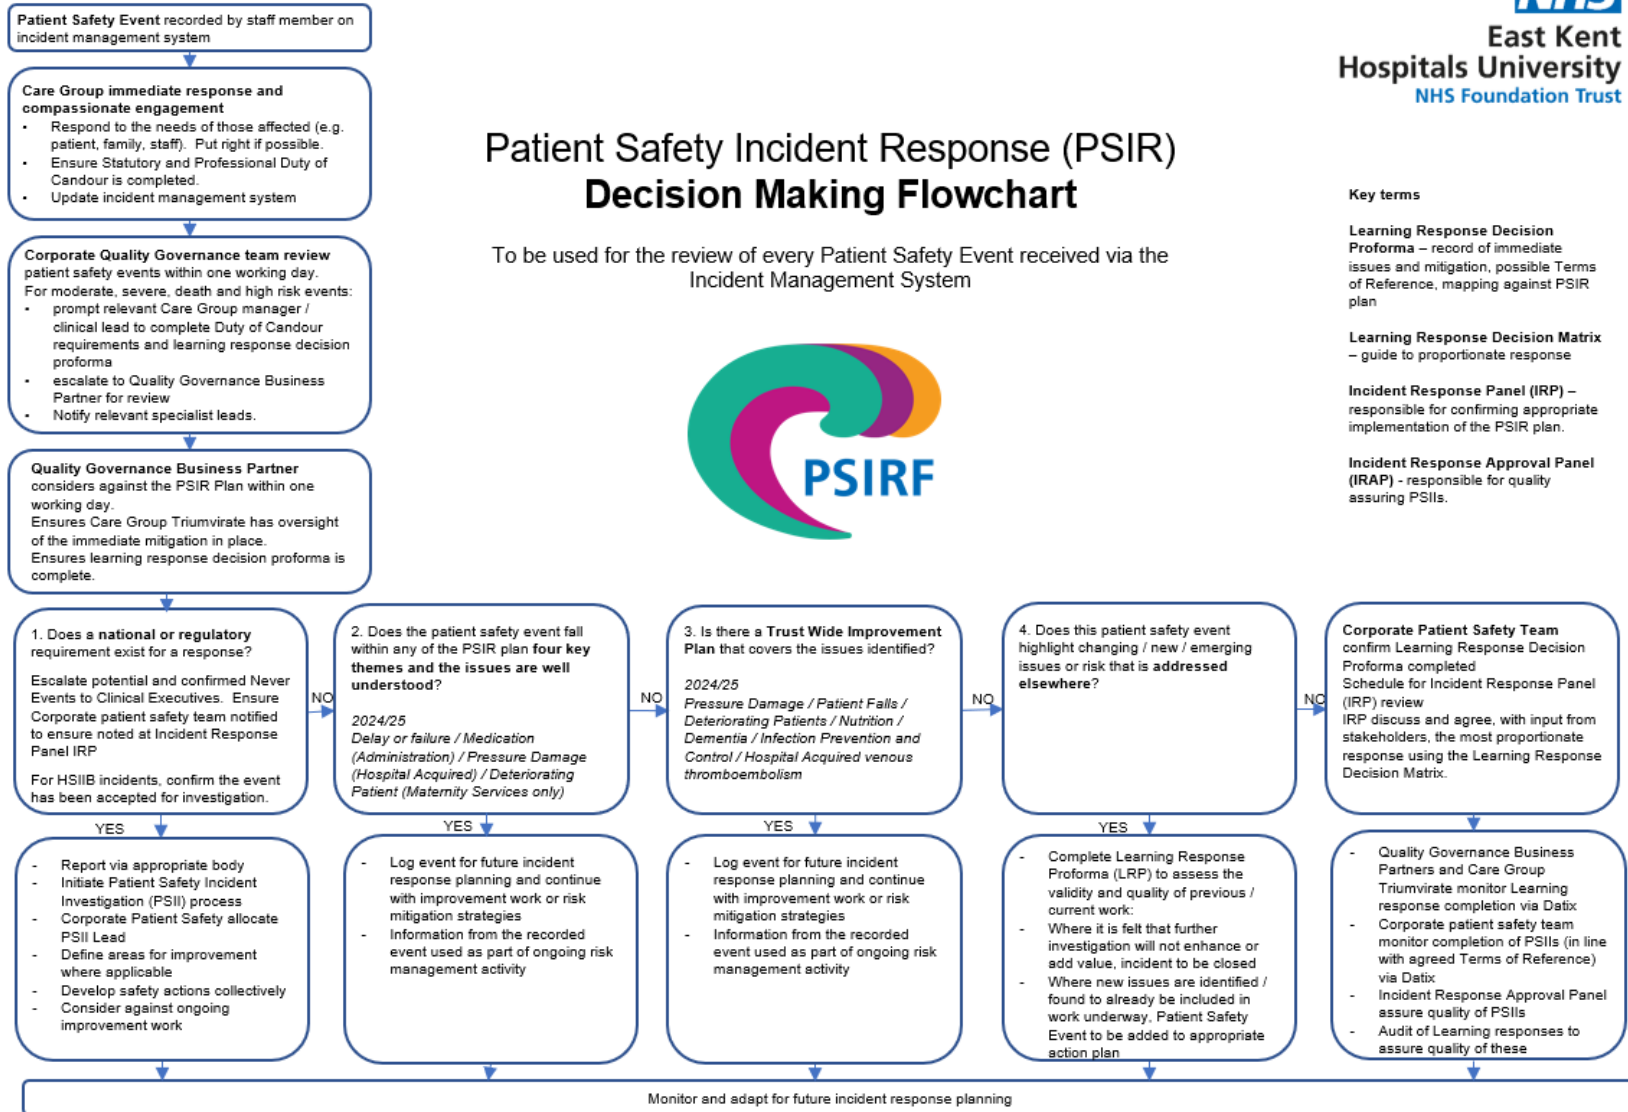 Patient Safety Event recorded by staff member on
incident management system
Care Group immediate response and
compassionate engagement
• Respond to the needs of those affected (e.g.
patient, family, staff). Put right if possible.
• Ensure Statutory and Professional Duty of
Candour is completed.
• Update incident management system
Corporate Quality Governance team review
patient safety events within one working day.
For moderate, severe, death and high risk events:
• prompt relevant Care Group manager /
clinical lead to complete Duty of Candour
requirements and learning response decision
proforma
• escalate to Quality Governance Business
Partner for review
• Notify relevant specialist leads.
Quality Governance Business Partner
considers against the PSIR Plan within one
working day.
Ensures Care Group Triumvirate has oversight
of the immediate mitigation in place.
Ensures learning response decision proforma is
complete.
Patient Safety Incident Response (PSIR)
Decision Making Flowchart
To be used for the review of every Patient Safety Event received via the
Incident Management System
PSIRF
NHS
East Kent
Hospitals University
NHS Foundation Trust
Key terms
Learning Response Decision
Proforma – record of immediate
issues and mitigation, possible Terms
of Reference, mapping against PSIR
plan
Learning Response Decision Matrix
– guide to proportionate response
Incident Response Panel (IRP) –
responsible for confirming appropriate
implementation of the PSIR plan.
Incident Response Approval Panel
(IRAP) - responsible for quality
assuring PSIIs.
1. Does a national or regulatory
requirement exist for a response?
Escalate potential and confirmed Never
Events to Clinical Executives. Ensure
Corporate patient safety team notified
to ensure noted at Incident Response
Panel IRP
For HSIIB incidents, confirm the event
has been accepted for investigation.
NO
2. Does the patient safety event fall
within any of the PSIR plan four key
themes and the issues are well
understood?
2024/25
Delay or failure / Medication
(Administration) / Pressure Damage
(Hospital Acquired) / Deteriorating
Patient (Maternity Services only)
NO
3. Is there a Trust Wide Improvement
Plan that covers the issues identified?
2024/25
Pressure Damage / Patient Falls /
Deteriorating Patients / Nutrition /
Dementia / Infection Prevention and
Control / Hospital Acquired venous
thromboembolism
NO
4. Does this patient safety event
highlight changing / new / emerging
issues or risk that is addressed
elsewhere?
NO
Corporate Patient Safety Team
confirm Learning Response Decision
Proforma completed
Schedule for Incident Response Panel
(IRP) review
IRP discuss and agree, with input from
stakeholders, the most proportionate
response using the Learning Response
Decision Matrix.
YES
- Report via appropriate body
- Initiate Patient Safety Incident
Investigation (PSII) process
- Corporate Patient Safety allocate
PSII Lead
- Define areas for improvement
where applicable
- Develop safety actions collectively
- Consider against ongoing
improvement work
YES
- Log event for future incident
response planning and continue
with improvement work or risk
mitigation strategies
- Information from the recorded
event used as part of ongoing risk
management activity
YES
- Log event for future incident
response planning and continue
with improvement work or risk
mitigation strategies
- Information from the recorded
event used as part of ongoing risk
management activity
YES
- Complete Learning Response
Proforma (LRP) to assess the
validity and quality of previous /
current work:
- Where it is felt that further
investigation will not enhance or
add value, incident to be closed
- Where new issues are identified /
found to already be included in
work underway, Patient Safety
Event to be added to appropriate
action plan
- Quality Governance Business
Partners and Care Group
Triumvirate monitor Learning
response completion via Datix
- Corporate patient safety team
monitor completion of PSIIs (in line
with agreed Terms of Reference)
via Datix
- Incident Response Approval Panel
assure quality of PSIIs
- Audit of Learning responses to
assure quality of these
Monitor and adapt for future incident response planning